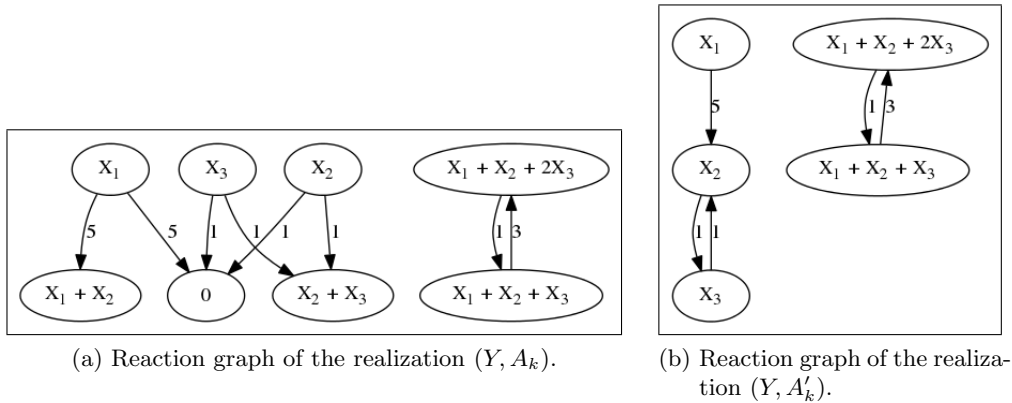 X₁
X₃
X₂
X₁ + X₂ + 2X₃
5
5
1
1
1
1
1
3
X₁ + X₂
0
X₂ + X₃
X₁ + X₂ + X₃
(a) Reaction graph of the realization (Y, Aₖ).
X₁
X₁ + X₂ + 2X₃
5
1
3
X₂
X₁ + X₂ + X₃
1
1
X₃
(b) Reaction graph of the realiza-
tion (Y, A′ₖ).